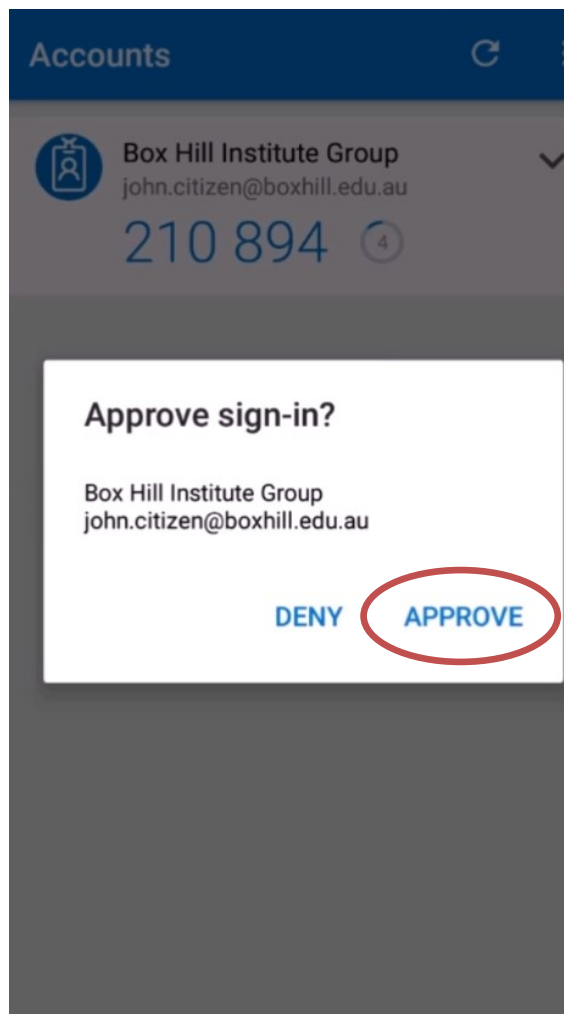 Accounts
Box Hill Institute Group
john.citizen@boxhill.edu.au
210 894 4
Approve sign-in?
Box Hill Institute Group
john.citizen@boxhill.edu.au
DENY APPROVE